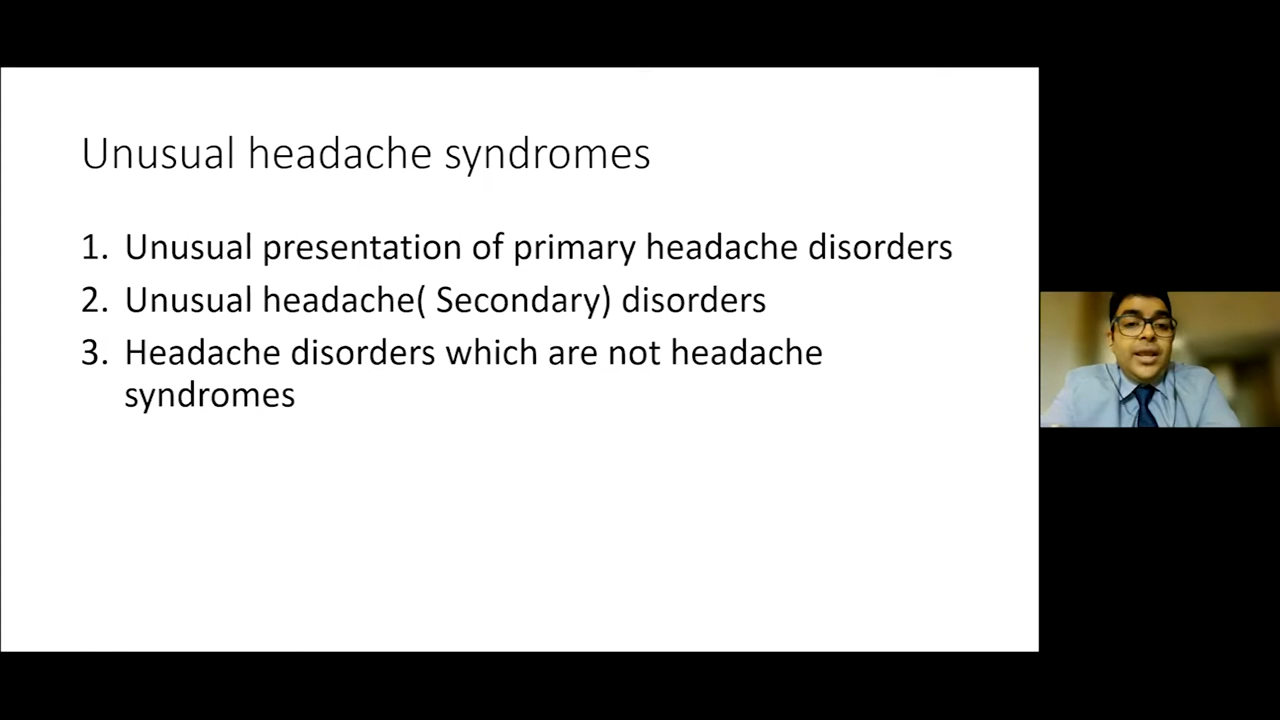 Unusual headache syndromes
1. Unusual presentation of primary headache disorders
2. Unusual headache( Secondary) disorders
3. Headache disorders which are not headache
syndromes